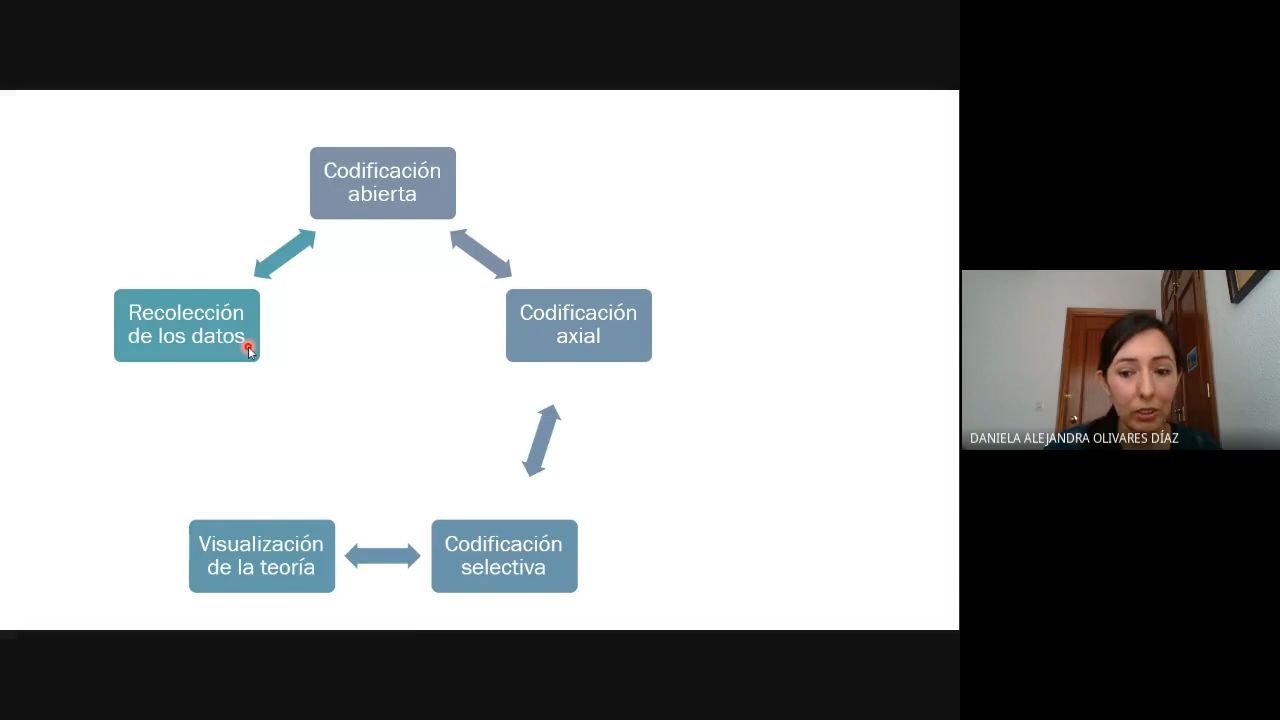 Codificación
abierta
Recolección
de los datos
Codificación
axial
Visualización
de la teoría
Codificación
selectiva
DANIELA ALEJANDRA OLIVARES DÍAZ